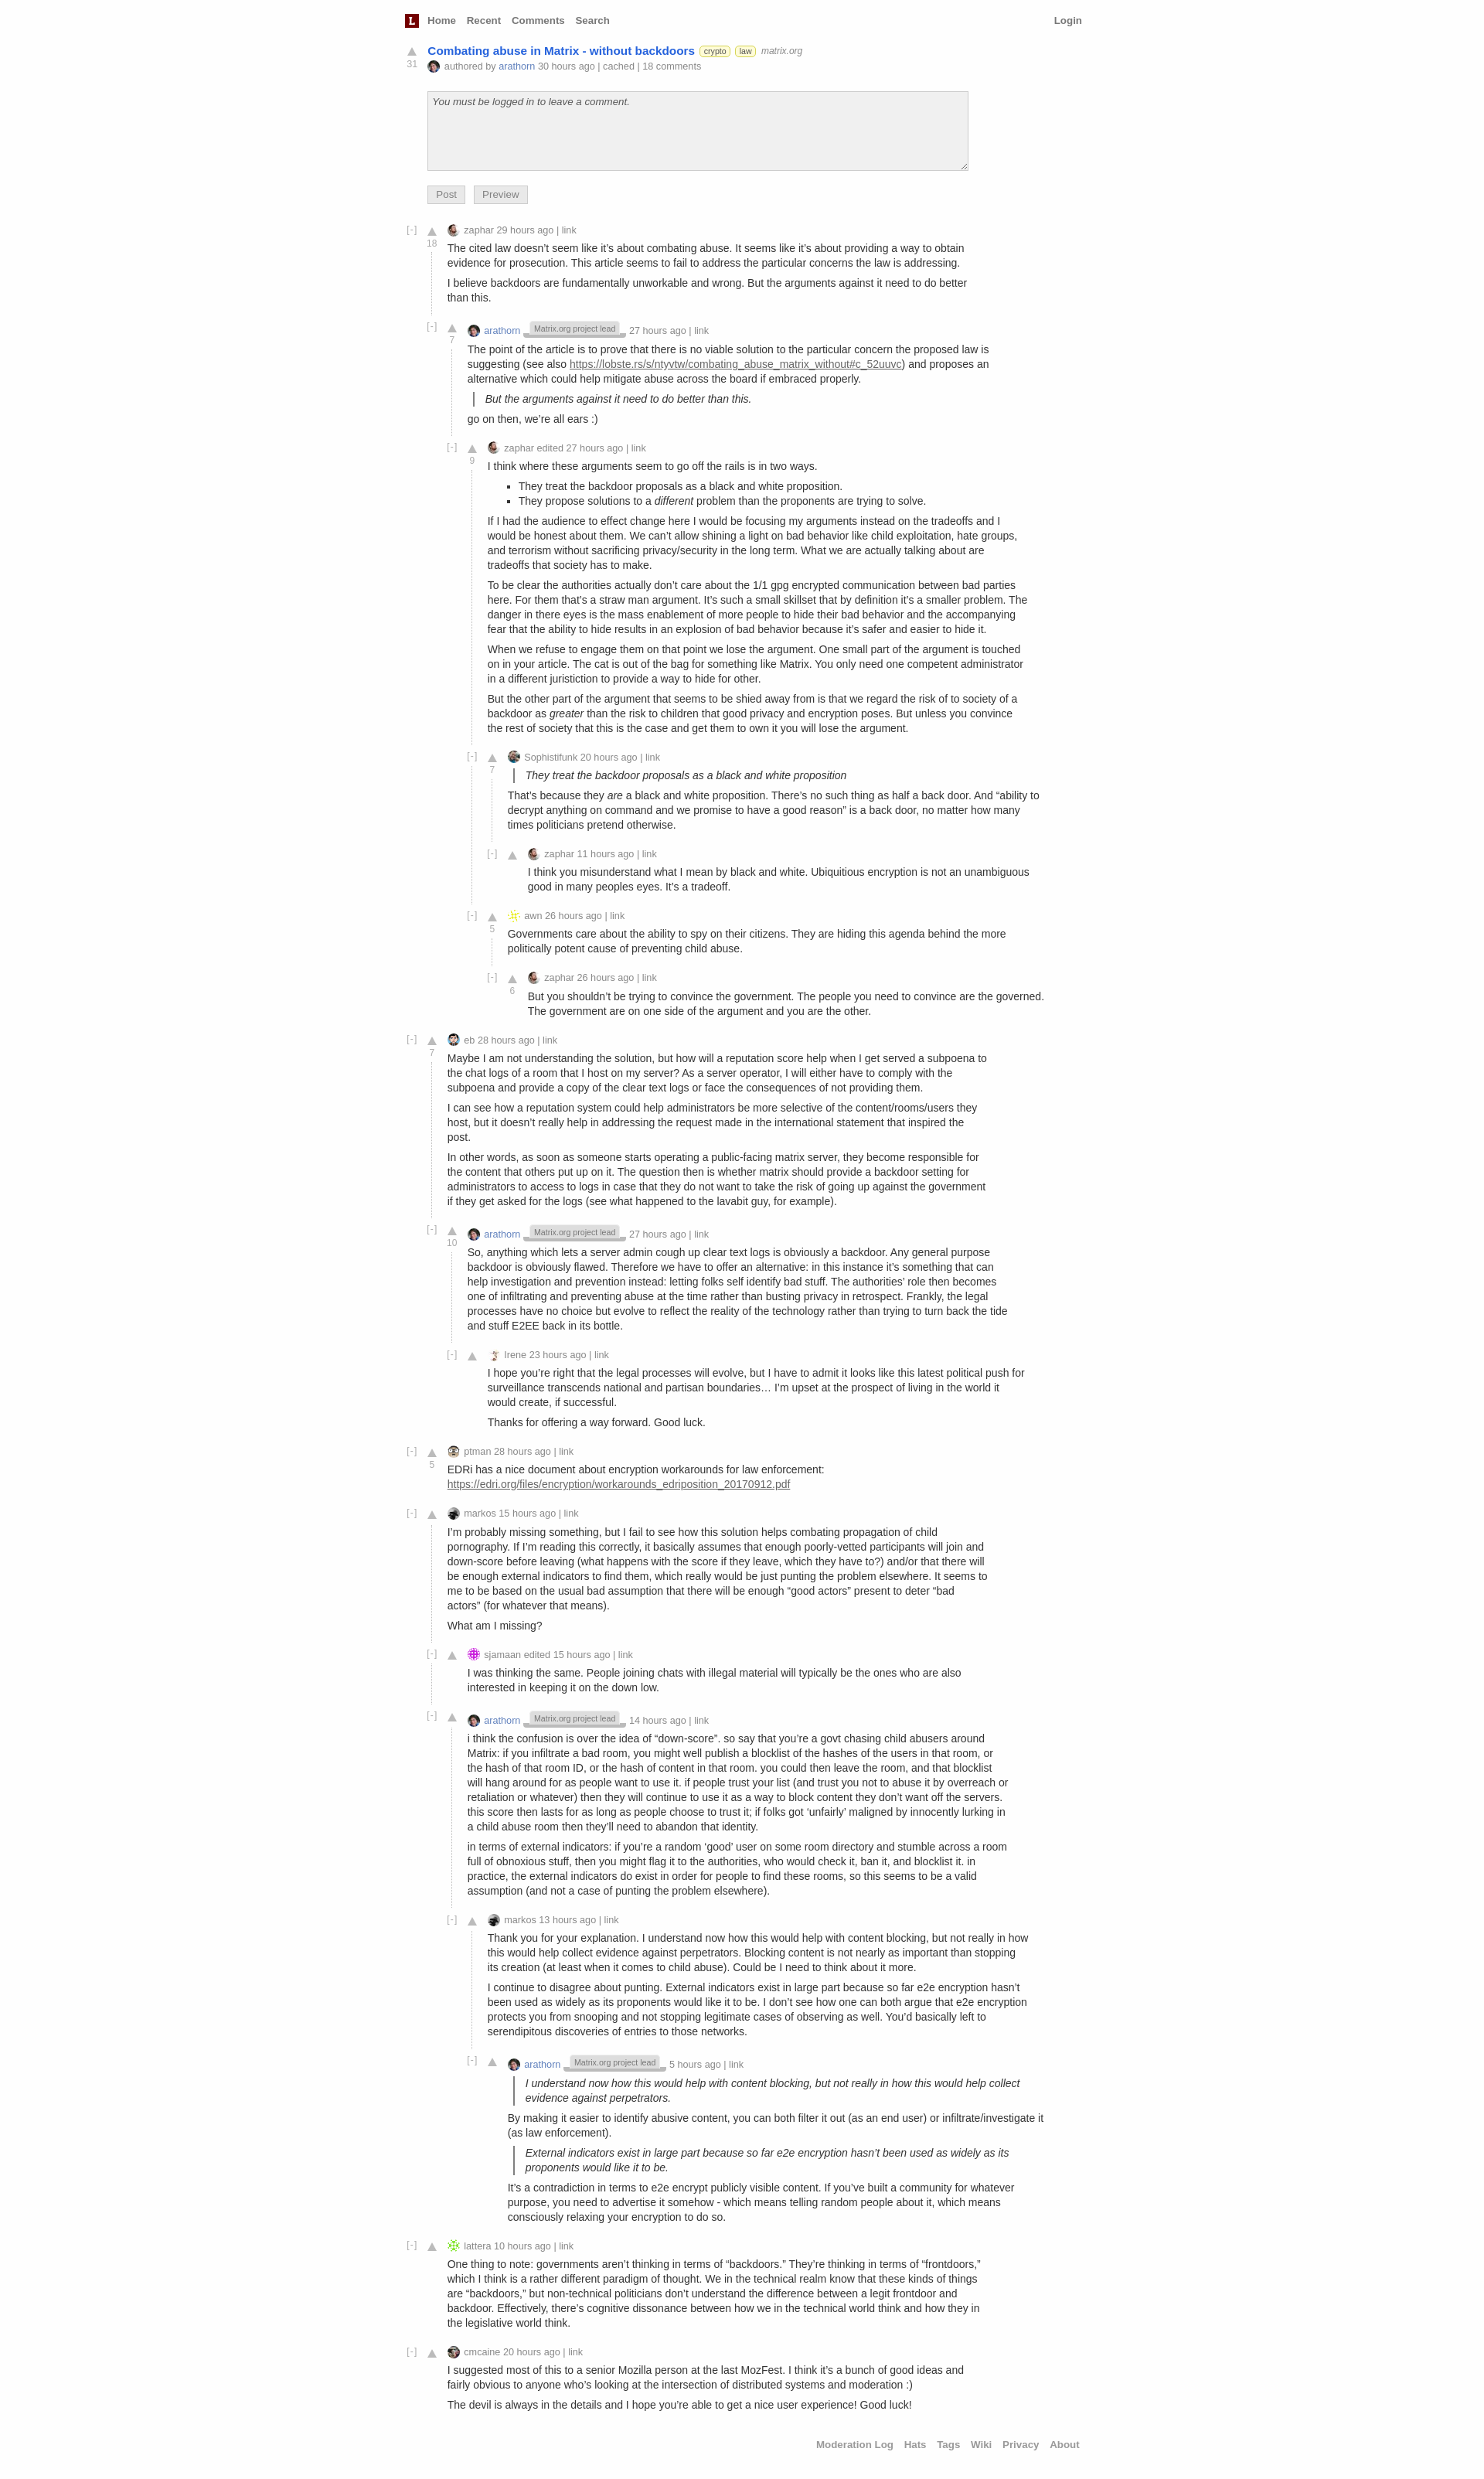 L Home Recent Comments Search Login
Combating abuse in Matrix - without backdoors crypto law matrix.org
31 authored by arathorn 30 hours ago | cached | 18 comments
You must be logged in to leave a comment.
Post Preview
[-] zaphar 29 hours ago | link
18
The cited law doesn’t seem like it’s about combating abuse. It seems like it’s about providing a way to obtain
evidence for prosecution. This article seems to fail to address the particular concerns the law is addressing.
I believe backdoors are fundamentally unworkable and wrong. But the arguments against it need to do better
than this.
[-] arathorn Matrix.org project lead 27 hours ago | link
7
The point of the article is to prove that there is no viable solution to the particular concern the proposed law is
suggesting (see also https://lobste.rs/s/ntyvtw/combating_abuse_matrix_without#c_52uuvc) and proposes an
alternative which could help mitigate abuse across the board if embraced properly.
But the arguments against it need to do better than this.
go on then, we’re all ears :)
[-] zaphar edited 27 hours ago | link
9
I think where these arguments seem to go off the rails is in two ways.
▪ They treat the backdoor proposals as a black and white proposition.
▪ They propose solutions to a different problem than the proponents are trying to solve.
If I had the audience to effect change here I would be focusing my arguments instead on the tradeoffs and I
would be honest about them. We can’t allow shining a light on bad behavior like child exploitation, hate groups,
and terrorism without sacrificing privacy/security in the long term. What we are actually talking about are
tradeoffs that society has to make.
To be clear the authorities actually don’t care about the 1/1 gpg encrypted communication between bad parties
here. For them that’s a straw man argument. It’s such a small skillset that by definition it’s a smaller problem. The
danger in there eyes is the mass enablement of more people to hide their bad behavior and the accompanying
fear that the ability to hide results in an explosion of bad behavior because it’s safer and easier to hide it.
When we refuse to engage them on that point we lose the argument. One small part of the argument is touched
on in your article. The cat is out of the bag for something like Matrix. You only need one competent administrator
in a different juristiction to provide a way to hide for other.
But the other part of the argument that seems to be shied away from is that we regard the risk of to society of a
backdoor as greater than the risk to children that good privacy and encryption poses. But unless you convince
the rest of society that this is the case and get them to own it you will lose the argument.
[-] Sophistifunk 20 hours ago | link
7
They treat the backdoor proposals as a black and white proposition
That’s because they are a black and white proposition. There’s no such thing as half a back door. And “ability to
decrypt anything on command and we promise to have a good reason” is a back door, no matter how many
times politicians pretend otherwise.
[-] zaphar 11 hours ago | link
I think you misunderstand what I mean by black and white. Ubiquitious encryption is not an unambiguous
good in many peoples eyes. It’s a tradeoff.
[-] awn 26 hours ago | link
5
Governments care about the ability to spy on their citizens. They are hiding this agenda behind the more
politically potent cause of preventing child abuse.
[-] zaphar 26 hours ago | link
6
But you shouldn’t be trying to convince the government. The people you need to convince are the governed.
The government are on one side of the argument and you are the other.
[-] eb 28 hours ago | link
7
Maybe I am not understanding the solution, but how will a reputation score help when I get served a subpoena to
the chat logs of a room that I host on my server? As a server operator, I will either have to comply with the
subpoena and provide a copy of the clear text logs or face the consequences of not providing them.
I can see how a reputation system could help administrators be more selective of the content/rooms/users they
host, but it doesn’t really help in addressing the request made in the international statement that inspired the
post.
In other words, as soon as someone starts operating a public-facing matrix server, they become responsible for
the content that others put up on it. The question then is whether matrix should provide a backdoor setting for
administrators to access to logs in case that they do not want to take the risk of going up against the government
if they get asked for the logs (see what happened to the lavabit guy, for example).
[-] arathorn Matrix.org project lead 27 hours ago | link
10
So, anything which lets a server admin cough up clear text logs is obviously a backdoor. Any general purpose
backdoor is obviously flawed. Therefore we have to offer an alternative: in this instance it’s something that can
help investigation and prevention instead: letting folks self identify bad stuff. The authorities’ role then becomes
one of infiltrating and preventing abuse at the time rather than busting privacy in retrospect. Frankly, the legal
processes have no choice but evolve to reflect the reality of the technology rather than trying to turn back the tide
and stuff E2EE back in its bottle.
[-] Irene 23 hours ago | link
I hope you’re right that the legal processes will evolve, but I have to admit it looks like this latest political push for
surveillance transcends national and partisan boundaries… I’m upset at the prospect of living in the world it
would create, if successful.
Thanks for offering a way forward. Good luck.
[-] ptman 28 hours ago | link
5
EDRi has a nice document about encryption workarounds for law enforcement:
https://edri.org/files/encryption/workarounds_edriposition_20170912.pdf
[-] markos 15 hours ago | link
I’m probably missing something, but I fail to see how this solution helps combating propagation of child
pornography. If I’m reading this correctly, it basically assumes that enough poorly-vetted participants will join and
down-score before leaving (what happens with the score if they leave, which they have to?) and/or that there will
be enough external indicators to find them, which really would be just punting the problem elsewhere. It seems to
me to be based on the usual bad assumption that there will be enough “good actors” present to deter “bad
actors” (for whatever that means).
What am I missing?
[-] sjamaan edited 15 hours ago | link
I was thinking the same. People joining chats with illegal material will typically be the ones who are also
interested in keeping it on the down low.
[-] arathorn Matrix.org project lead 14 hours ago | link
i think the confusion is over the idea of “down-score”. so say that you’re a govt chasing child abusers around
Matrix: if you infiltrate a bad room, you might well publish a blocklist of the hashes of the users in that room, or
the hash of that room ID, or the hash of content in that room. you could then leave the room, and that blocklist
will hang around for as people want to use it. if people trust your list (and trust you not to abuse it by overreach or
retaliation or whatever) then they will continue to use it as a way to block content they don’t want off the servers.
this score then lasts for as long as people choose to trust it; if folks got ‘unfairly’ maligned by innocently lurking in
a child abuse room then they’ll need to abandon that identity.
in terms of external indicators: if you’re a random ‘good’ user on some room directory and stumble across a room
full of obnoxious stuff, then you might flag it to the authorities, who would check it, ban it, and blocklist it. in
practice, the external indicators do exist in order for people to find these rooms, so this seems to be a valid
assumption (and not a case of punting the problem elsewhere).
[-] markos 13 hours ago | link
Thank you for your explanation. I understand now how this would help with content blocking, but not really in how
this would help collect evidence against perpetrators. Blocking content is not nearly as important than stopping
its creation (at least when it comes to child abuse). Could be I need to think about it more.
I continue to disagree about punting. External indicators exist in large part because so far e2e encryption hasn’t
been used as widely as its proponents would like it to be. I don’t see how one can both argue that e2e encryption
protects you from snooping and not stopping legitimate cases of observing as well. You’d basically left to
serendipitous discoveries of entries to those networks.
[-] arathorn Matrix.org project lead 5 hours ago | link
I understand now how this would help with content blocking, but not really in how this would help collect
evidence against perpetrators.
By making it easier to identify abusive content, you can both filter it out (as an end user) or infiltrate/investigate it
(as law enforcement).
External indicators exist in large part because so far e2e encryption hasn’t been used as widely as its
proponents would like it to be.
It’s a contradiction in terms to e2e encrypt publicly visible content. If you’ve built a community for whatever
purpose, you need to advertise it somehow - which means telling random people about it, which means
consciously relaxing your encryption to do so.
[-] lattera 10 hours ago | link
One thing to note: governments aren’t thinking in terms of “backdoors.” They’re thinking in terms of “frontdoors,”
which I think is a rather different paradigm of thought. We in the technical realm know that these kinds of things
are “backdoors,” but non-technical politicians don’t understand the difference between a legit frontdoor and
backdoor. Effectively, there’s cognitive dissonance between how we in the technical world think and how they in
the legislative world think.
[-] cmcaine 20 hours ago | link
I suggested most of this to a senior Mozilla person at the last MozFest. I think it’s a bunch of good ideas and
fairly obvious to anyone who’s looking at the intersection of distributed systems and moderation :)
The devil is always in the details and I hope you’re able to get a nice user experience! Good luck!
Moderation Log Hats Tags Wiki Privacy About